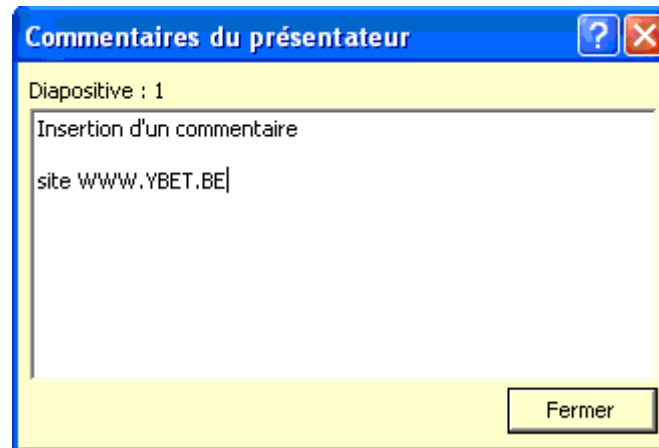 Commentaires du présentateur
?
Diapositive : 1
Insertion d'un commentaire
site WWW.YBET.BE
Fermer